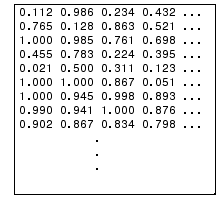 0.112 0.986 0.234 0.432 ...
0.765 0.128 0.863 0.521 ...
1.000 0.985 0.761 0.698 ...
0.455 0.783 0.224 0.395 ...
0.021 0.500 0.311 0.123 ...
1.000 1.000 0.867 0.051 ...
1.000 0.945 0.998 0.893 ...
0.990 0.941 1.000 0.876 ...
0.902 0.867 0.834 0.798 ...
.
.
.